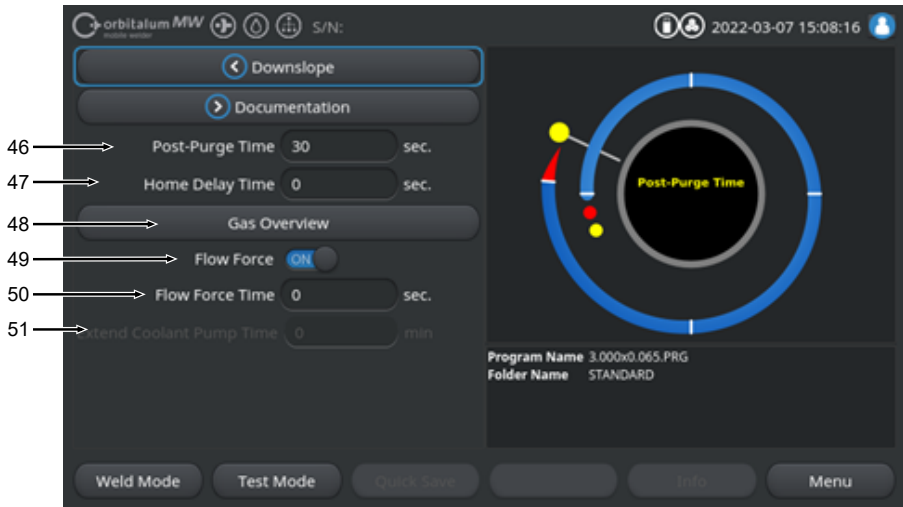 orbitalum MW
mobile welder
S/N:
2022-03-07 15:08:16
Downslope
Documentation
46 Post-Purge Time 30 sec.
47 Home Delay Time 0 sec.
48 Gas Overview
49 Flow Force ON
50 Flow Force Time 0 sec.
51 Extend Coolant Pump Time 0 min
Post-Purge Time
Program Name 3.000x0.065.PRG
Folder Name STANDARD
Weld Mode
Test Mode
Quick Save
Info
Menu